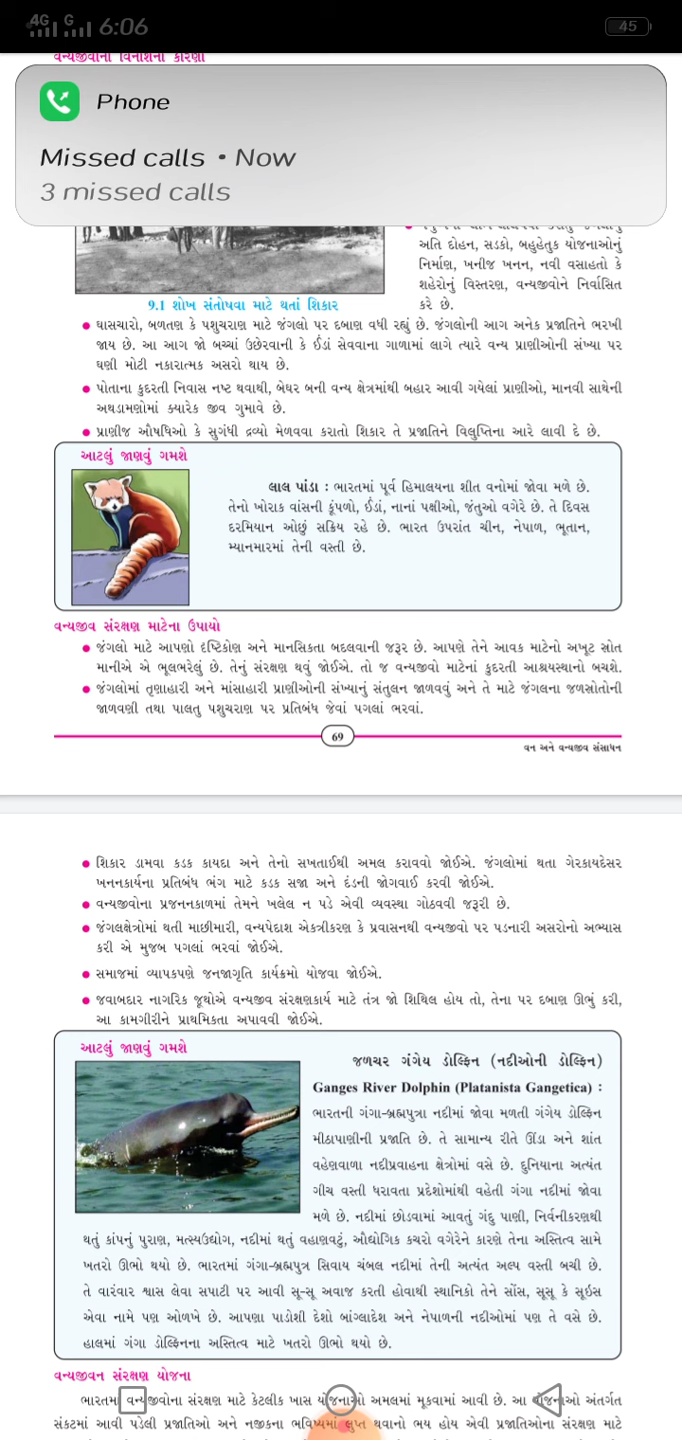 4G G 6:06 45
વન્યજીવોના વિનાશનાં કારણો
Phone
Missed calls • Now
3 missed calls
અતિ દોહન, સડકો, બહુહેતુક યોજનાઓનું
નિર્માણ, ખનીજ ખનન, નવી વસાહતો કે
શહેરોનું વિસ્તરણ, વન્યજીવોને નિર્વાસિત
કરે છે.
9.1 શોખ સંતોષવા માટે થતાં શિકાર
● ઘાસચારો, બળતણ કે પશુચરાણ માટે જંગલો પર દબાણ વધી રહ્યું છે. જંગલોની આગ અનેક પ્રજાતિને ભરખી
જાય છે. આ આગ જો બચ્ચાં ઉછેરવાની કે ઈંડાં સેવવાના ગાળામાં લાગે ત્યારે વન્ય પ્રાણીઓની સંખ્યા પર
ઘણી મોટી નકારાત્મક અસરો થાય છે.
● પોતાના કુદરતી નિવાસ નષ્ટ થવાથી, બેઘર બની વન્ય ક્ષેત્રમાંથી બહાર આવી ગયેલાં પ્રાણીઓ, માનવી સાથેની
અથડામણોમાં ક્યારેક જીવ ગુમાવે છે.
● પ્રાણીજ ઔષધિઓ કે સુગંધી દ્રવ્યો મેળવવા કરાતો શિકાર તે પ્રજાતિને વિલુપ્તિના આરે લાવી દે છે.
આટલું જાણવું ગમશે
લાલ પાંડા : ભારતમાં પૂર્વ હિમાલયના શીત વનોમાં જોવા મળે છે.
તેનો ખોરાક વાંસની કૂંપળો, ઈંડાં, નાનાં પક્ષીઓ, જંતુઓ વગેરે છે. તે દિવસ
દરમિયાન ઓછું સક્રિય રહે છે. ભારત ઉપરાંત ચીન, નેપાળ, ભૂતાન,
મ્યાનમારમાં તેની વસ્તી છે.
વન્યજીવ સંરક્ષણ માટેના ઉપાયો
● જંગલો માટે આપણો દૃષ્ટિકોણ અને માનસિકતા બદલવાની જરૂર છે. આપણે તેને આવક માટેનો અખૂટ સ્રોત
માનીએ એ ભૂલભરેલું છે. તેનું સંરક્ષણ થવું જોઈએ. તો જ વન્યજીવો માટેનાં કુદરતી આશ્રયસ્થાનો બચશે.
● જંગલોમાં તૃણાહારી અને માંસાહારી પ્રાણીઓની સંખ્યાનું સંતુલન જાળવવું અને તે માટે જંગલના જળસ્રોતોની
જાળવણી તથા પાલતુ પશુચરાણ પર પ્રતિબંધ જેવાં પગલાં ભરવાં.
69
વન અને વન્યજીવ સંસાધન
● શિકાર ડામવા કડક કાયદા અને તેનો સખતાઈથી અમલ કરાવવો જોઈએ. જંગલોમાં થતા ગેરકાયદેસર
ખનનકાર્યના પ્રતિબંધ ભંગ માટે કડક સજા અને દંડની જોગવાઈ કરવી જોઈએ.
● વન્યજીવોના પ્રજનનકાળમાં તેમને ખલેલ ન પડે એવી વ્યવસ્થા ગોઠવવી જરૂરી છે.
● જંગલક્ષેત્રોમાં થતી માછીમારી, વન્યપેદાશ એકત્રીકરણ કે પ્રવાસનથી વન્યજીવો પર પડનારી અસરોનો અભ્યાસ
કરી એ મુજબ પગલાં ભરવાં જોઈએ.
● સમાજમાં વ્યાપકપણે જનજાગૃતિ કાર્યક્રમો યોજવા જોઈએ.
● જવાબદાર નાગરિક જૂથોએ વન્યજીવ સંરક્ષણકાર્ય માટે તંત્ર જો શિથિલ હોય તો, તેના પર દબાણ ઊભું કરી,
આ કામગીરીને પ્રાથમિકતા અપાવવી જોઈએ.
આટલું જાણવું ગમશે
જળચર ગંગેય ડોલ્ફિન (નદીઓની ડોલ્ફિન)
Ganges River Dolphin (Platanista Gangetica) :
ભારતની ગંગા-બ્રહ્મપુત્રા નદીમાં જોવા મળતી ગંગેય ડોલ્ફિન
મીઠાપાણીની પ્રજાતિ છે. તે સામાન્ય રીતે ઊંડા અને શાંત
વહેણવાળા નદીપ્રવાહના ક્ષેત્રોમાં વસે છે. દુનિયાના અત્યંત
ગીચ વસ્તી ધરાવતા પ્રદેશોમાંથી વહેતી ગંગા નદીમાં જોવા
મળે છે. નદીમાં છોડવામાં આવતું ગંદુ પાણી, નિર્વનીકરણથી
થતું કાંપનું પુરાણ, મત્સ્યઉદ્યોગ, નદીમાં થતું વહાણવટું, ઔદ્યોગિક કચરો વગેરેને કારણે તેના અસ્તિત્વ સામે
ખતરો ઊભો થયો છે. ભારતમાં ગંગા-બ્રહ્મપુત્ર સિવાય ચંબલ નદીમાં તેની અત્યંત અલ્પ વસ્તી બચી છે.
તે વારંવાર શ્વાસ લેવા સપાટી પર આવી સૂ-સૂ અવાજ કરતી હોવાથી સ્થાનિકો તેને સોંસ, સૂસૂ કે સૂઇસ
એવા નામે પણ ઓળખે છે. આપણા પાડોશી દેશો બાંગ્લાદેશ અને નેપાળની નદીઓમાં પણ તે વસે છે.
હાલમાં ગંગા ડોલ્ફિનના અસ્તિત્વ માટે ખતરો ઊભો થયો છે.
વન્યજીવન સંરક્ષણ યોજના
ભારતમાં વન્યજીવોના સંરક્ષણ માટે કેટલીક ખાસ યોજનાઓ અમલમાં મૂકવામાં આવી છે. આ યોજનાઓ અંતર્ગત
સંકટમાં આવી પડેલી પ્રજાતિઓ અને નજીકના ભવિષ્યમાં લુપ્ત થવાનો ભય હોય એવી પ્રજાતિઓના સંરક્ષણ માટે